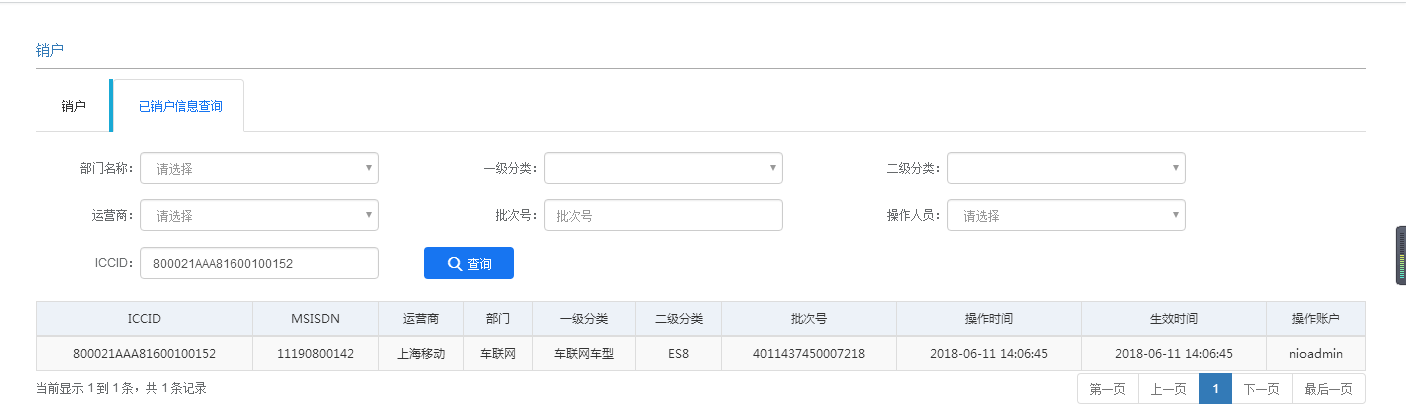 销户
销户 已销户信息查询
部门名称： 请选择 一级分类： 二级分类：
运营商： 请选择 批次号： 批次号 操作人员： 请选择
ICCID： 800021AAA81600100152 查询
ICCID MSISDN 运营商 部门 一级分类 二级分类 批次号 操作时间 生效时间 操作账户
800021AAA81600100152 11190800142 上海移动 车联网 车联网车型 ES8 4011437450007218 2018-06-11 14:06:45 2018-06-11 14:06:45 nioadmin
当前显示 1 到 1 条，共 1 条记录 第一页 上一页 1 下一页 最后一页